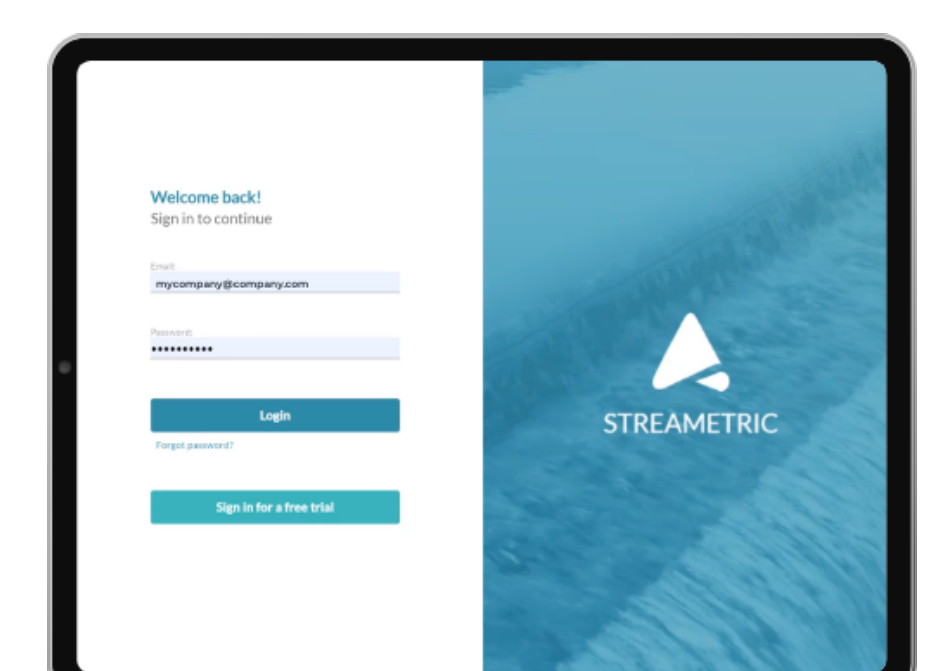 Welcome back!
Sign in to continue
Email:
mycompany@company.com
Password:
••••••••••
Login
Forgot password?
Sign in for a free trial
STREAMETRIC